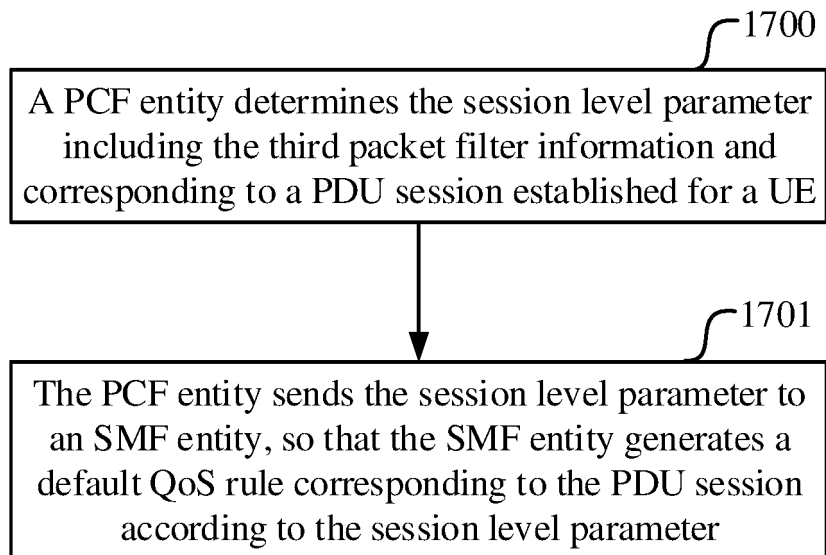 1700
A PCF entity determines the session level parameter
including the third packet filter information and
corresponding to a PDU session established for a UE
1701
The PCF entity sends the session level parameter to
an SMF entity, so that the SMF entity generates a
default QoS rule corresponding to the PDU session
according to the session level parameter